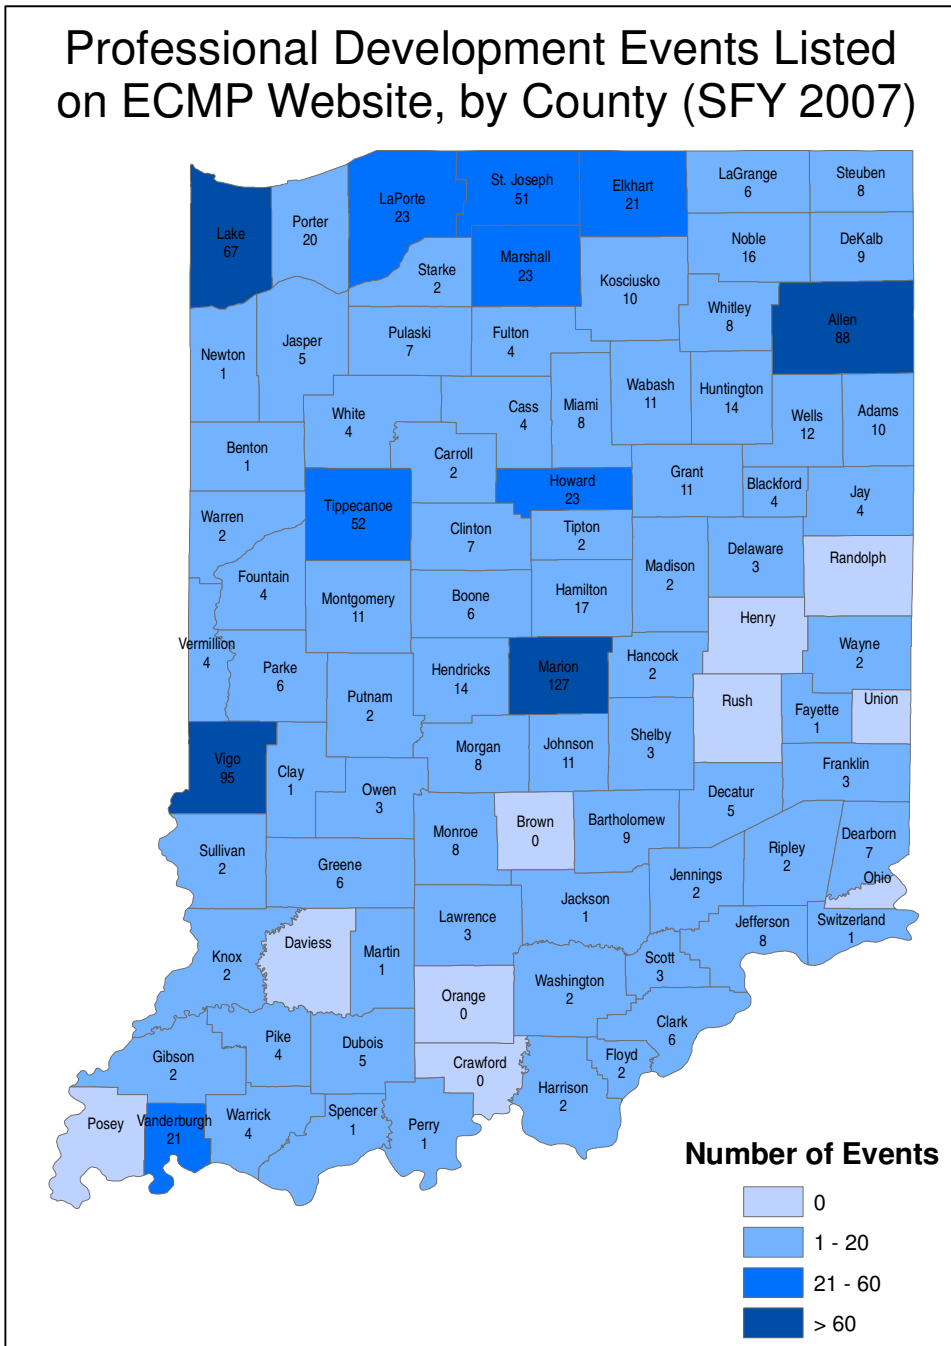 Professional Development Events Listed
on ECMP Website, by County (SFY 2007)
St. Joseph
51
LaPorte
23
Elkhart
21
LaGrange
6
Steuben
8
Lake
67
Porter
20
Noble
16
DeKalb
9
Starke
2
Marshall
23
Kosciusko
10
Whitley
8
Allen
88
Newton
1
Jasper
5
Pulaski
7
Fulton
4
White
4
Cass
4
Miami
8
Wabash
11
Huntington
14
Wells
12
Adams
10
Benton
1
Carroll
2
Howard
23
Grant
11
Blackford
4
Jay
4
Warren
2
Tippecanoe
52
Clinton
7
Tipton
2
Madison
2
Delaware
3
Randolph
Fountain
4
Montgomery
11
Boone
6
Hamilton
17
Henry
Vermillion
4
Parke
6
Putnam
2
Hendricks
14
Marion
127
Hancock
2
Wayne
2
Rush
Fayette
1
Union
Vigo
95
Clay
1
Owen
3
Morgan
8
Johnson
11
Shelby
3
Franklin
3
Decatur
5
Sullivan
2
Greene
6
Monroe
8
Brown
0
Bartholomew
9
Jennings
2
Ripley
2
Dearborn
7
Ohio
Knox
2
Daviess
Martin
1
Lawrence
3
Jackson
1
Jefferson
8
Switzerland
1
Scott
3
Washington
2
Orange
0
Clark
6
Gibson
2
Pike
4
Dubois
5
Crawford
0
Harrison
2
Floyd
2
Posey
Vanderburgh
21
Warrick
4
Spencer
1
Perry
1
Number of Events
0
1 - 20
21 - 60
> 60